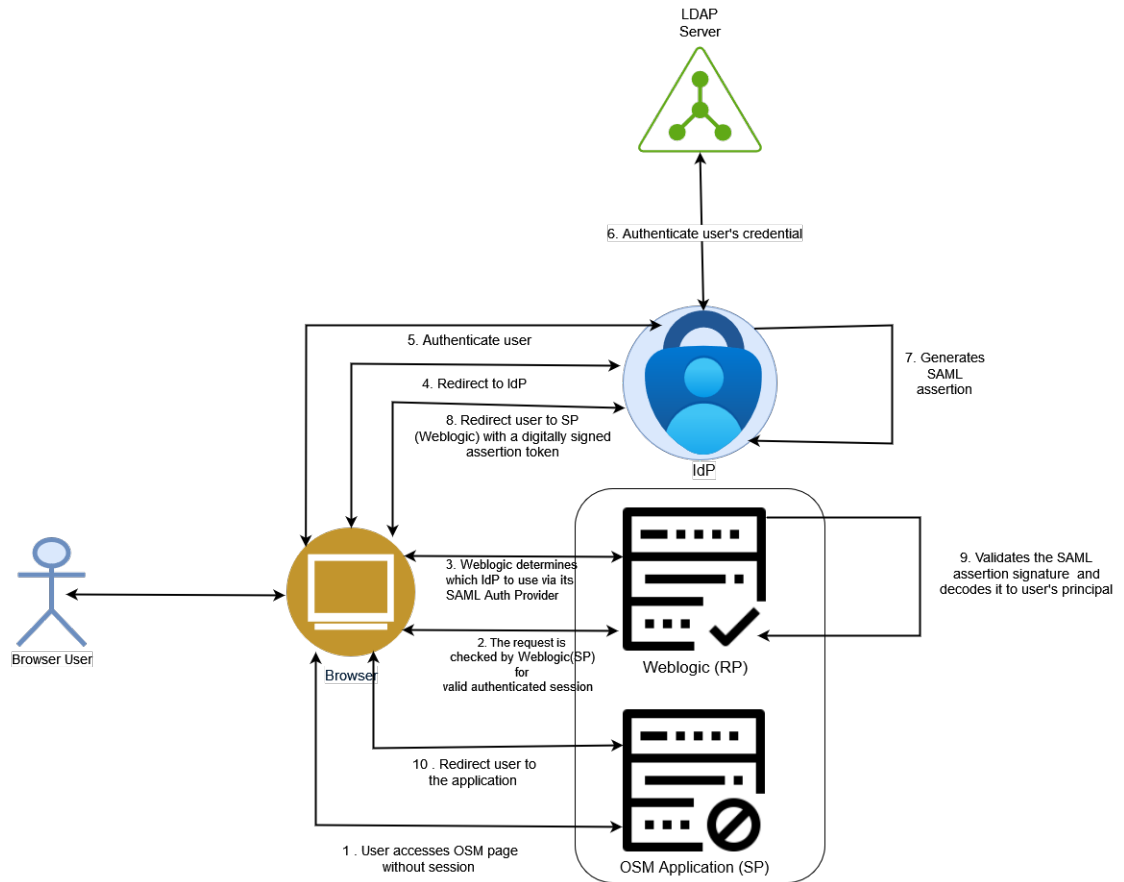 LDAP
Server
6. Authenticate user's credential
5. Authenticate user
7. Generates
SAML
assertion
4. Redirect to IdP
8. Redirect user to SP
(Weblogic) with a digitally signed
assertion token
IdP
3. Weblogic determines
which IdP to use via its
SAML Auth Provider
9. Validates the SAML
assertion signature and
decodes it to user's principal
2. The request is
checked by Weblogic(SP)
for
valid authenticated session
Weblogic (RP)
Browser User
Browser
10 . Redirect user to
the application
1 . User accesses OSM page
without session
OSM Application (SP)